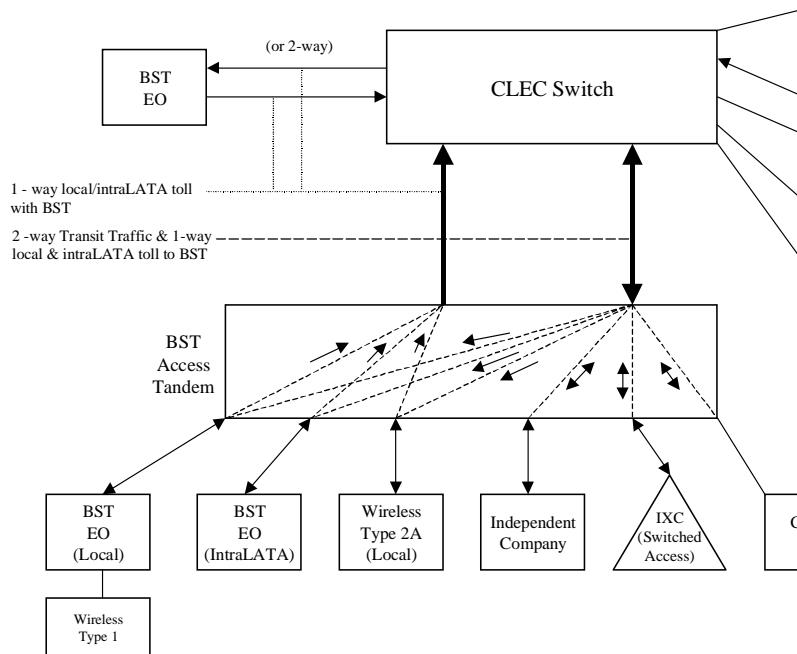 (or 2-way)
BST
EO
CLEC Switch
1 - way local/intraLATA toll
with BST
2 -way Transit Traffic & 1-way
local & intraLATA toll to BST
BST
Access
Tandem
BST
EO
(Local)
BST
EO
(IntraLATA)
Wireless
Type 2A
(Local)
Independent
Company
IXC
(Switched
Access)
C
Wireless
Type 1